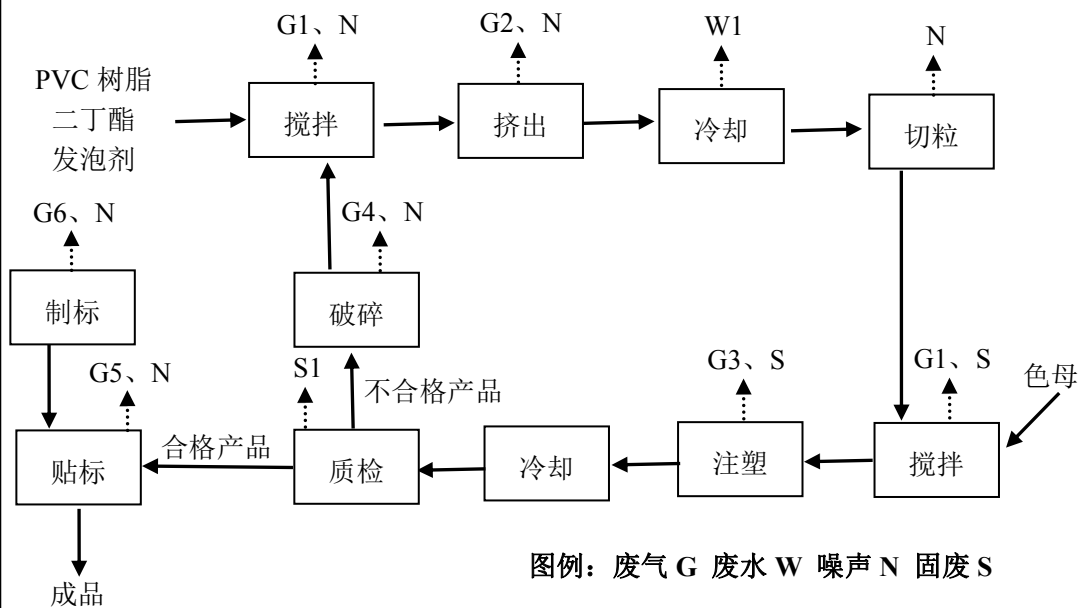 G1、N
G2、N
W1
N
PVC 树脂
二丁酯
发泡剂
搅拌
挤出
冷却
切粒
G6、N
G4、N
制标
破碎
G5、N
S1
不合格产品
G3、S
G1、S
色母
贴标
合格产品
质检
冷却
注塑
搅拌
成品
图例：废气 G 废水 W 噪声 N 固废 S